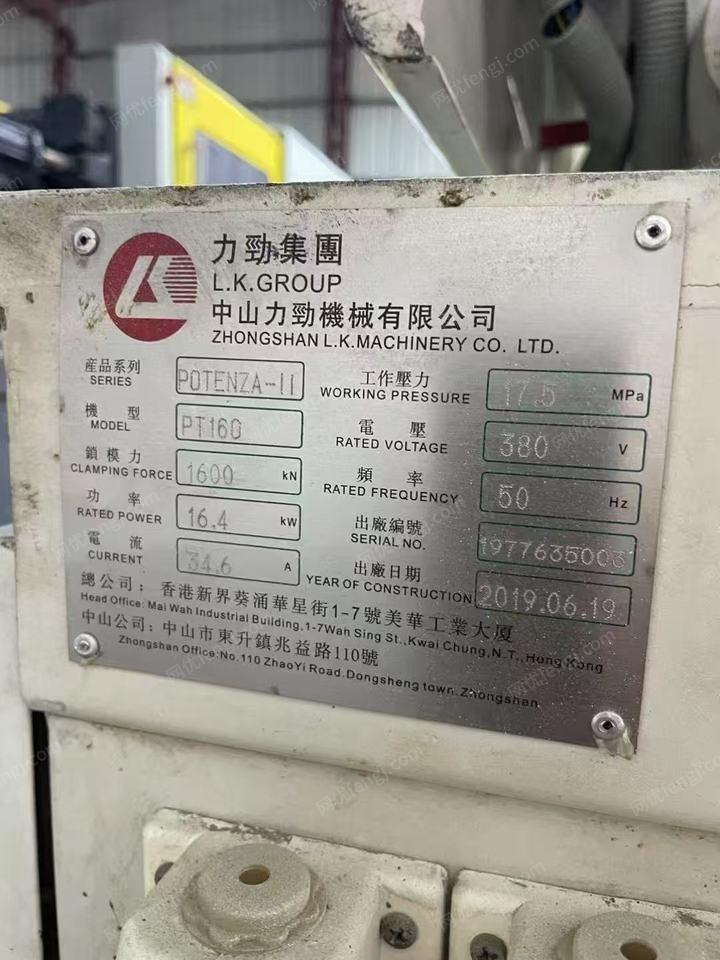 力勁集團
L.K.GROUP
中山力勁機械有限公司
ZHONGSHAN L.K.MACHINERY CO. LTD.
産品系列 POTENZA-II
SERIES
機 型 PT160
MODEL
鎖模力 1600 kN
CLAMPING FORCE
功 率 16.4 kW
RATED POWER
電 流 34.6 A
CURRENT
工作壓力 17.5 MPa
WORKING PRESSURE
電 壓 380 V
RATED VOLTAGE
頻 率 50 Hz
RATED FREQUENCY
出廠編號 1977635003
SERIAL NO.
出廠日期 2019.06.19
YEAR OF CONSTRUCTION
總公司：香港新界葵涌華星街1-7號美華工業大厦
Head Office: Mai Wah Industrial Building,1-7Wah Sing St.,Kwai Chung,N.T., Hong Kong
中山公司：中山市東升鎮兆益路110號
Zhongshan Office:No.110 ZhaoYi Road.Dongsheng town. Zhongshan